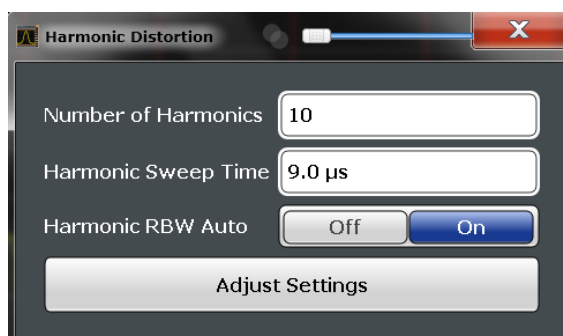 Harmonic Distortion
Number of Harmonics 10
Harmonic Sweep Time 9.0 µs
Harmonic RBW Auto Off On
Adjust Settings